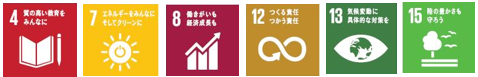 4 質の高い教育を
みんなに
7 エネルギーをみんなに
そしてクリーンに
8 働きがいも
経済成長も
12 つくる責任
つかう責任
13 気候変動に
具体的な対策を
15 陸の豊かさも
守ろう